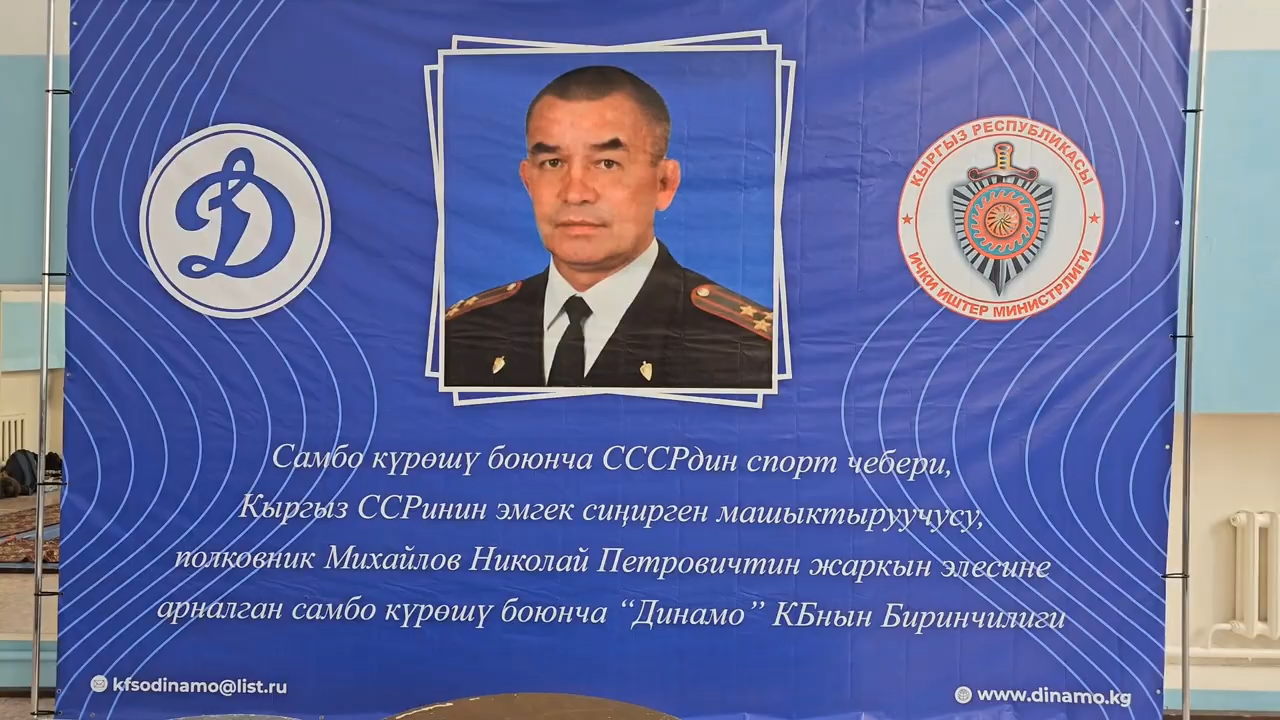 КЫРГЫЗ РЕСПУБЛИКАСЫ
ИЧКИ ИШТЕР МИНИСТРЛИГИ
Самбо күрөшү боюнча СССРдин спорт чебери,
Кыргыз ССРинин эмгек сиңирген машыктыруучусу,
полковник Михайлов Николай Петровичтин жаркын элесине
арналган самбо күрөшү боюнча “Динамо” КБнын Биринчилиги
kfsodinamo@list.ru
www.dinamo.kg